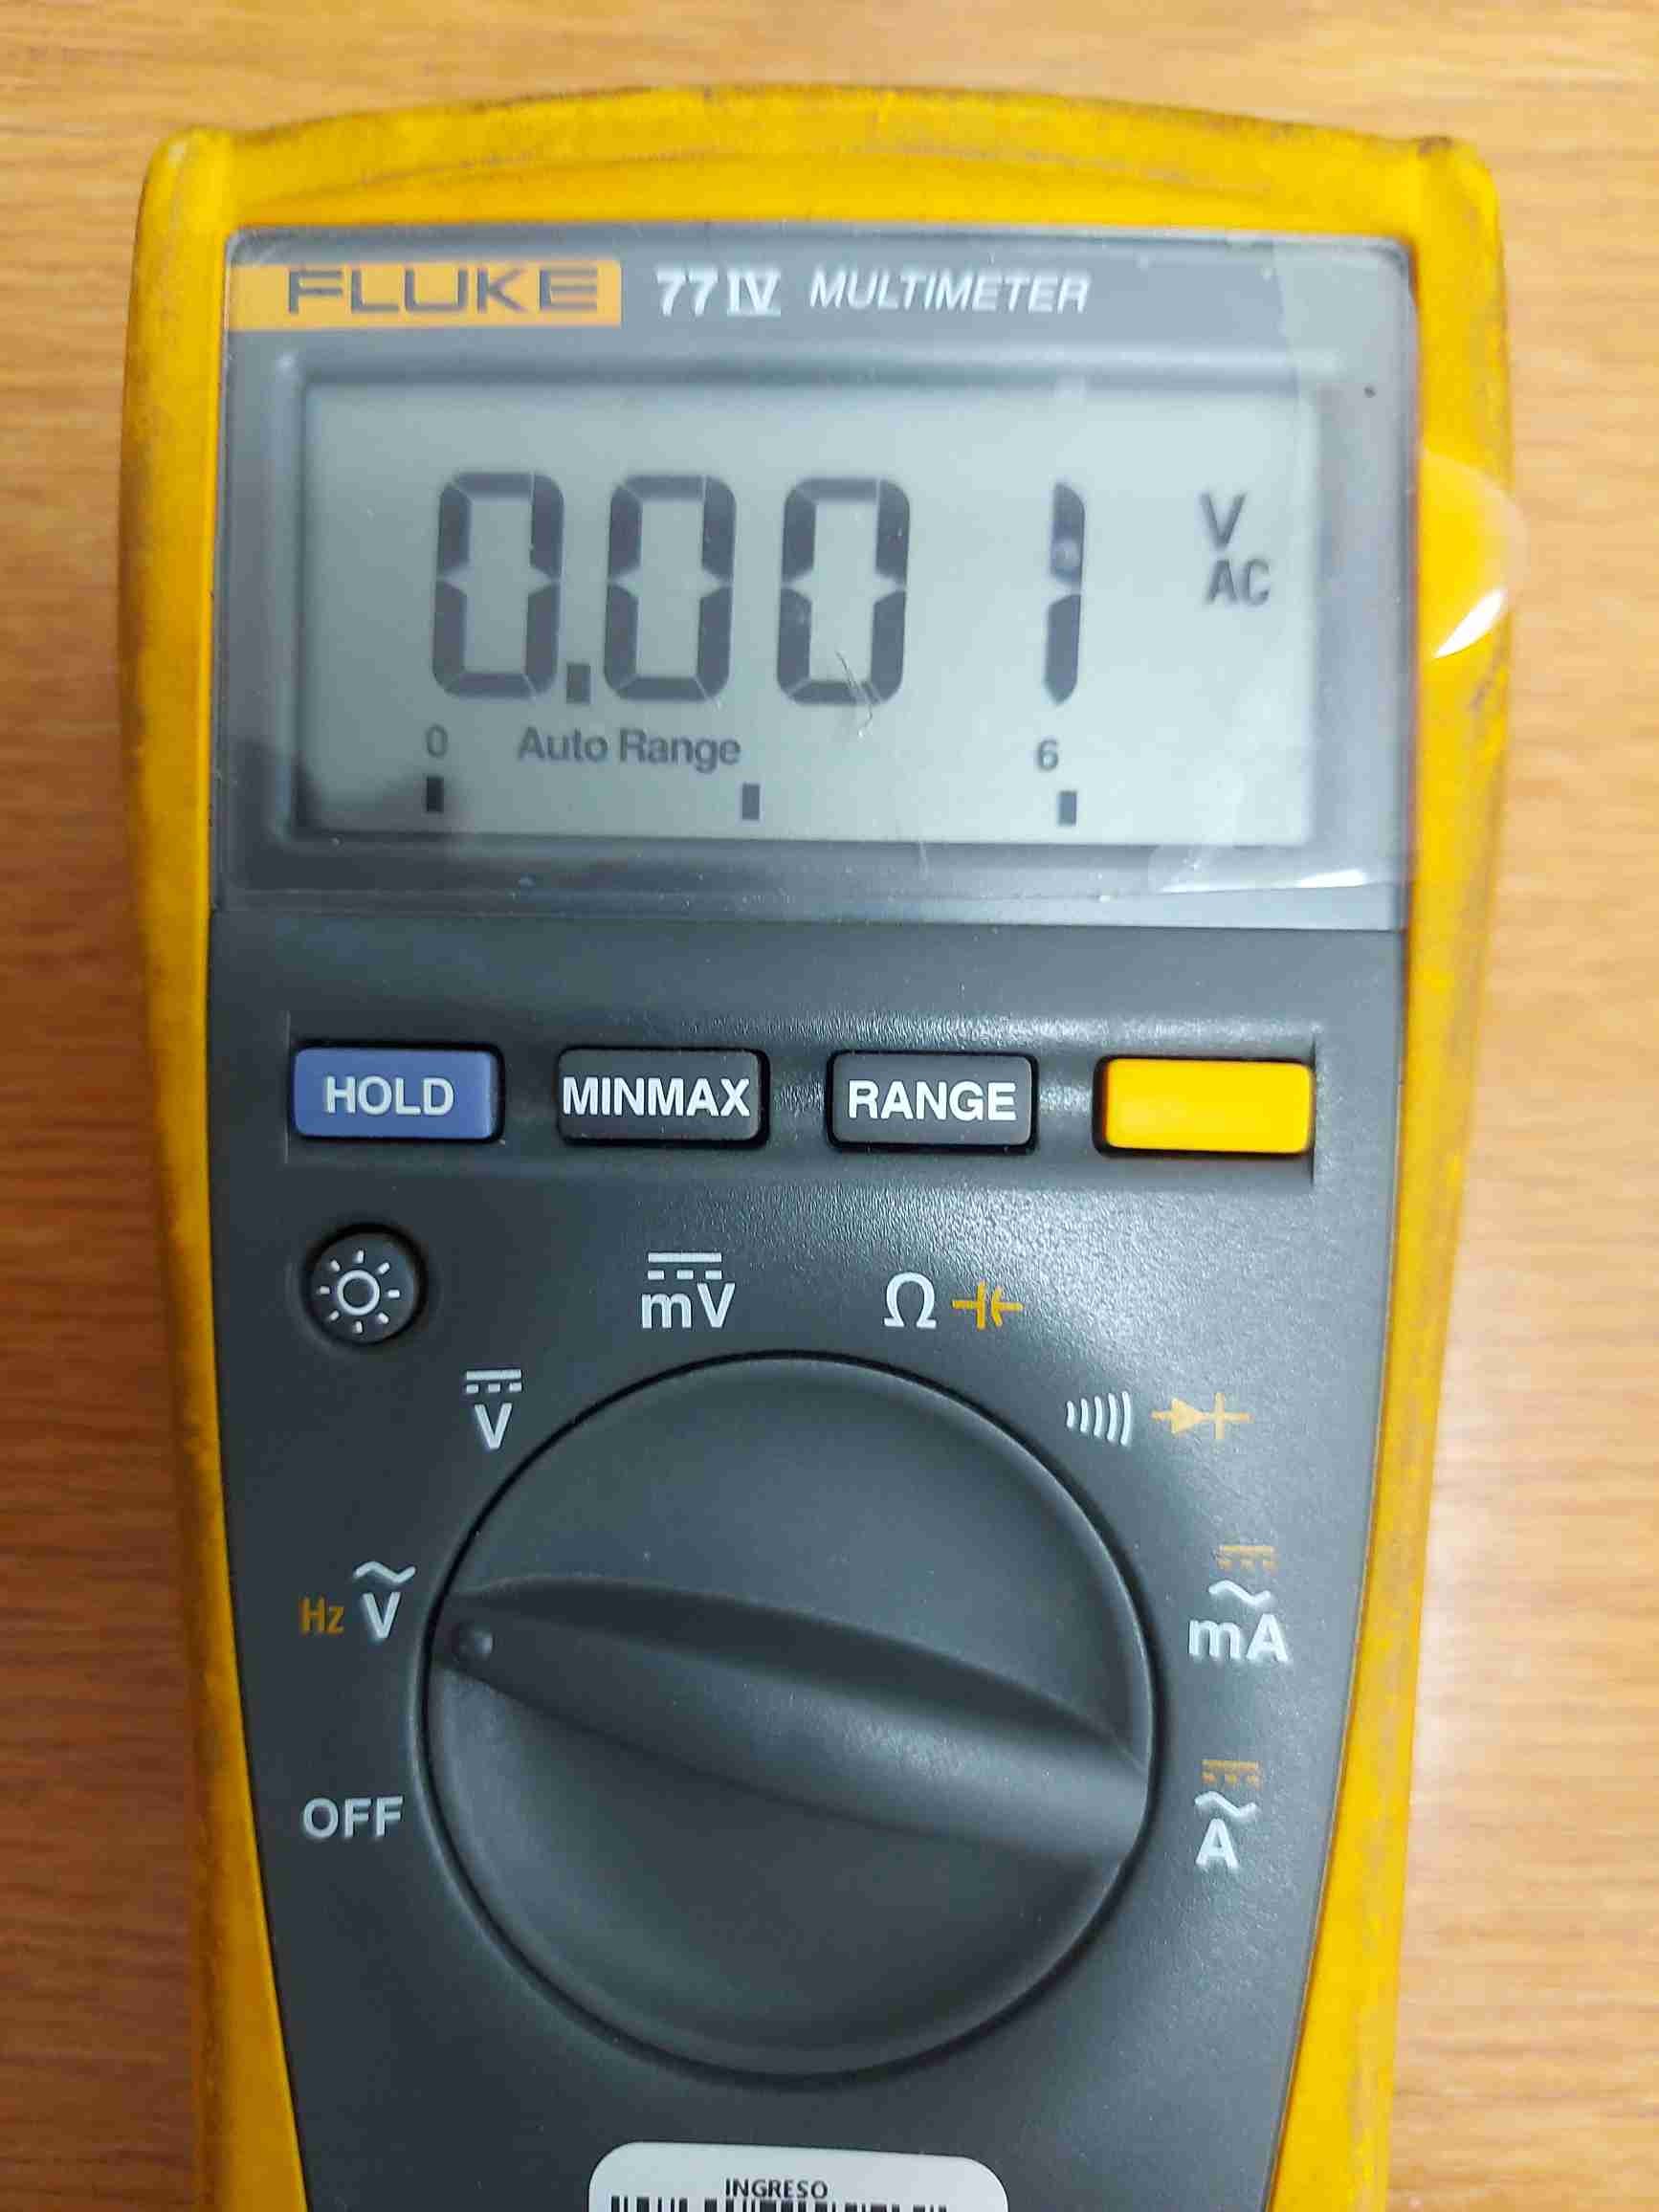 FLUKE 77 IV MULTIMETER
0.001 V
AC
0 Auto Range 6
HOLD MINMAX RANGE
mV Ω
V
Hz V mA
OFF A
INGRESO